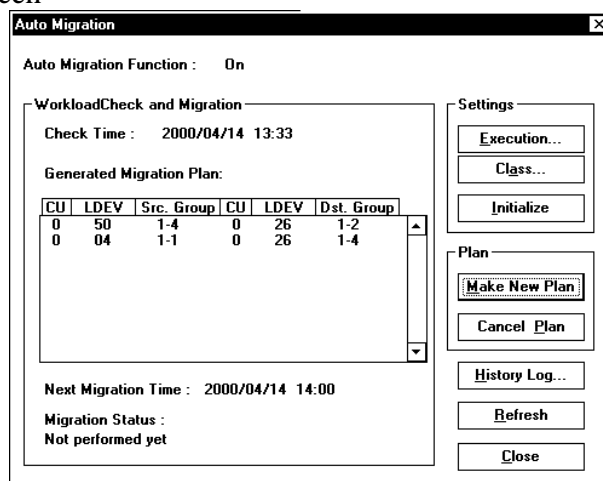 Auto Migration
Auto Migration Function : On
WorkloadCheck and Migration
Check Time : 2000/04/14 13:33
Generated Migration Plan:
CU LDEV Src. Group CU LDEV Dst. Group
0 50 1-4 0 26 1-2
0 04 1-1 0 26 1-4
Next Migration Time : 2000/04/14 14:00
Migration Status :
Not performed yet
Settings
Execution...
Class...
Initialize
Plan
Make New Plan
Cancel Plan
History Log...
Refresh
Close